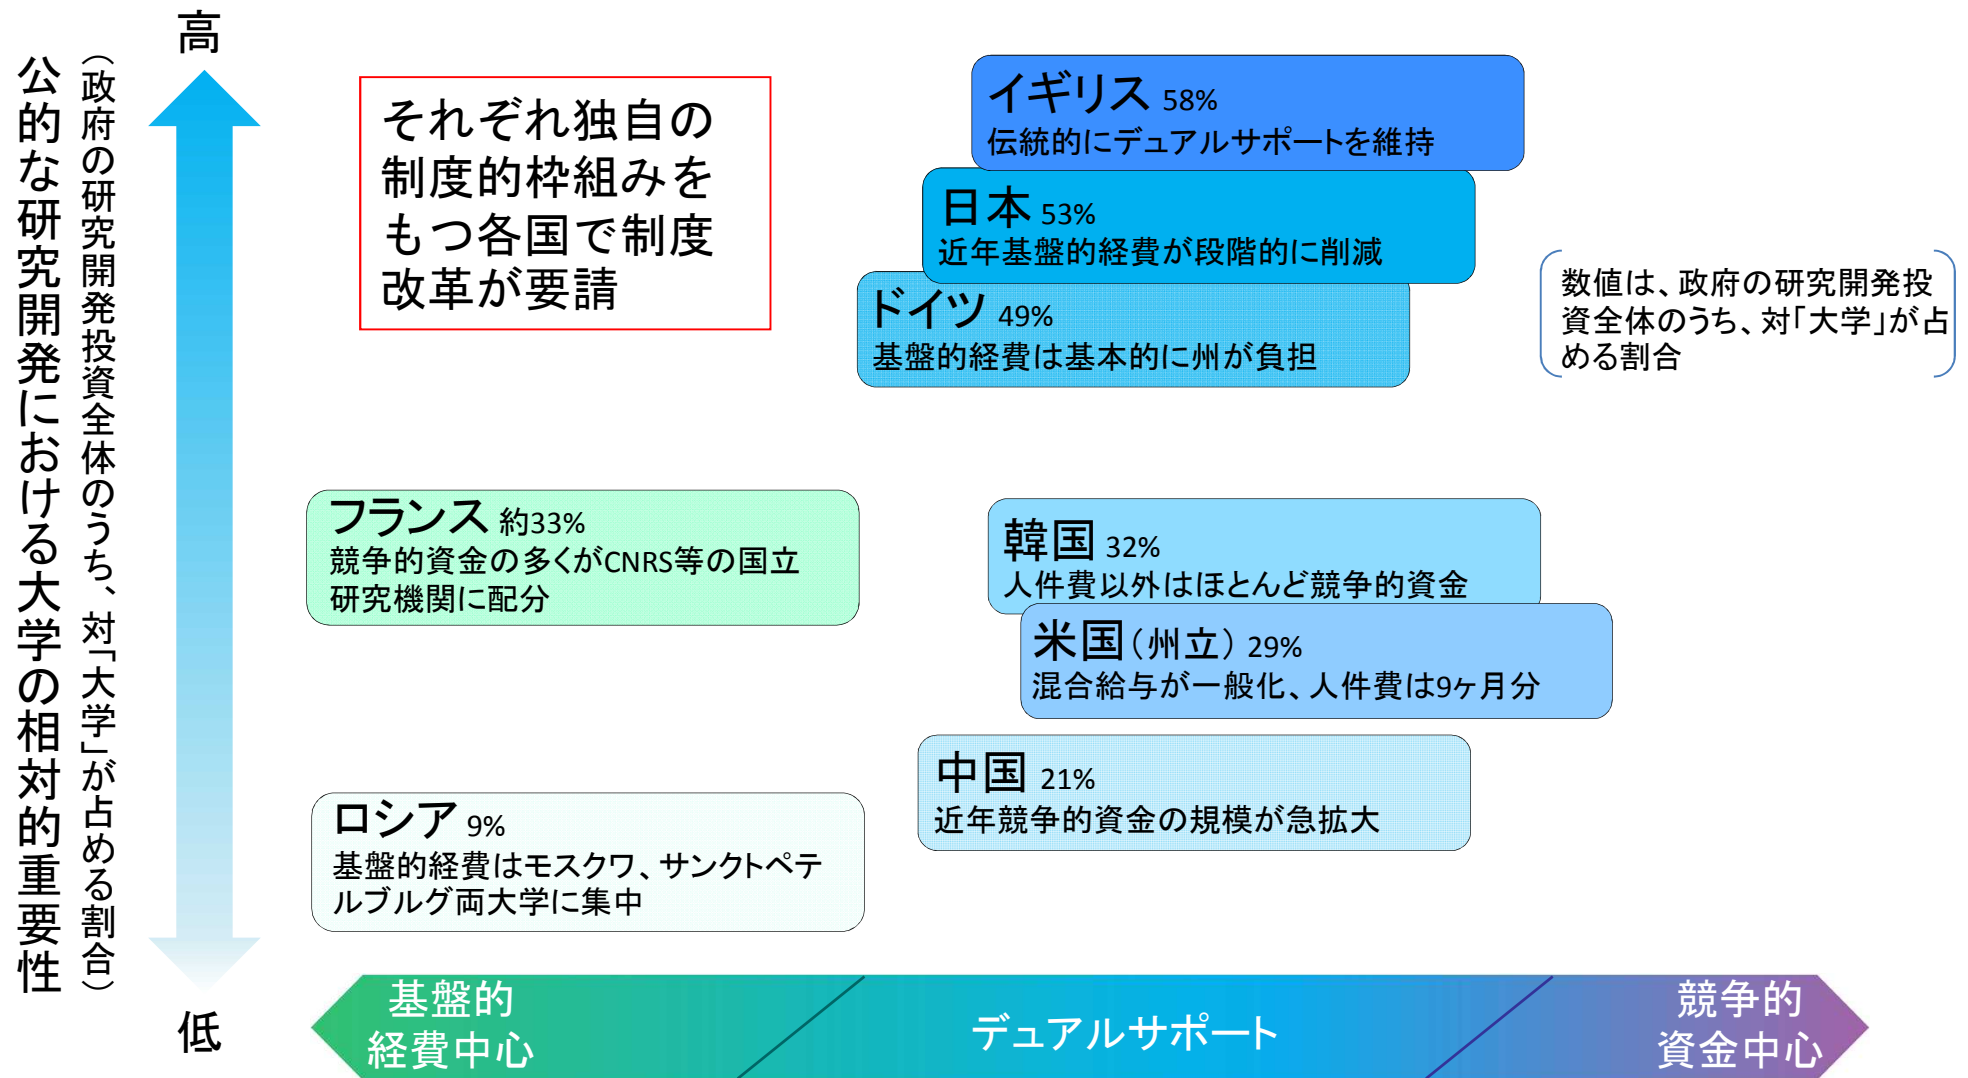 高
公的な研究開発における大学の相対的重要性
（政府の研究開発投資全体のうち、対「大学」が占める割合）
低
それぞれ独自の
制度的枠組みを
もつ各国で制度
改革が要請
イギリス 58%
伝統的にデュアルサポートを維持
日本 53%
近年基盤的経費が段階的に削減
ドイツ 49%
基盤的経費は基本的に州が負担
数値は、政府の研究開発投
資全体のうち、対「大学」が占
める割合
フランス 約33%
競争的資金の多くがCNRS等の国立
研究機関に配分
韓国 32%
人件費以外はほとんど競争的資金
米国（州立）29%
混合給与が一般化、人件費は9ヶ月分
中国 21%
近年競争的資金の規模が急拡大
ロシア 9%
基盤的経費はモスクワ、サンクトペテ
ルブルグ両大学に集中
基盤的
経費中心
デュアルサポート
競争的
資金中心